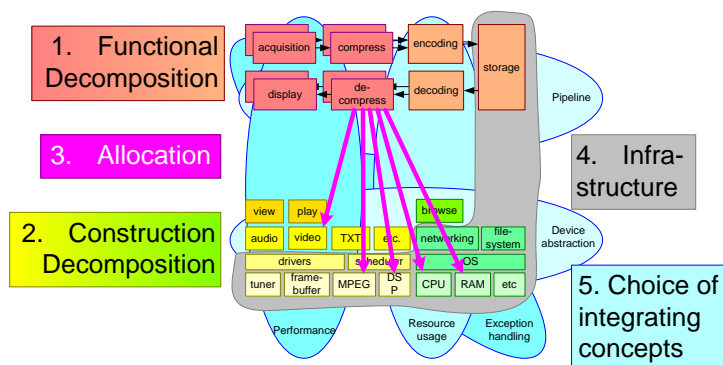 1. Functional
Decomposition
acquisition
compress
encoding
storage
display
de-
compress
decoding
Pipeline
3. Allocation
4. Infra-
structure
2. Construction
Decomposition
view
play
browse
audio
video
TXT
etc.
networking
file-
system
Device
abstraction
drivers
scheduler
OS
tuner
frame-
buffer
MPEG
DS
P
CPU
RAM
etc
Performance
Resource
usage
Exception
handling
5. Choice of
integrating
concepts